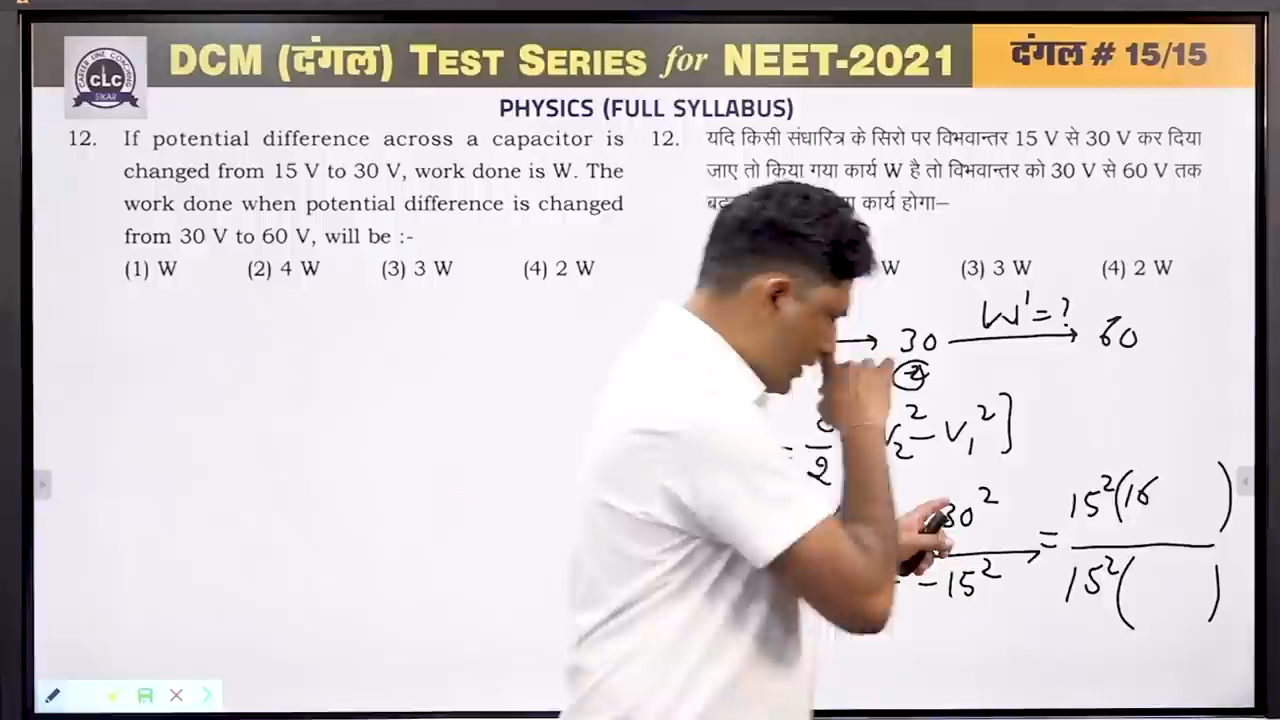 DCM (दंगल) TEST SERIES for NEET-2021
दंगल # 15/15
CAREER LINE COACHING
CLC
SIKAR
PHYSICS (FULL SYLLABUS)
12. If potential difference across a capacitor is
changed from 15 V to 30 V, work done is W. The
work done when potential difference is changed
from 30 V to 60 V, will be :-
(1) W (2) 4 W (3) 3 W (4) 2 W
12. यदि किसी संधारित्र के सिरो पर विभवान्तर 15 V से 30 V कर दिया
जाए तो किया गया कार्य W है तो विभवान्तर को 30 V से 60 V तक
कार्य होगा–
W (3) 3 W (4) 2 W
W' = ?
→ 30 → 60
= 2 V₂² – V₁² ]
30² = 15²(16 )
– 15² 15²( )